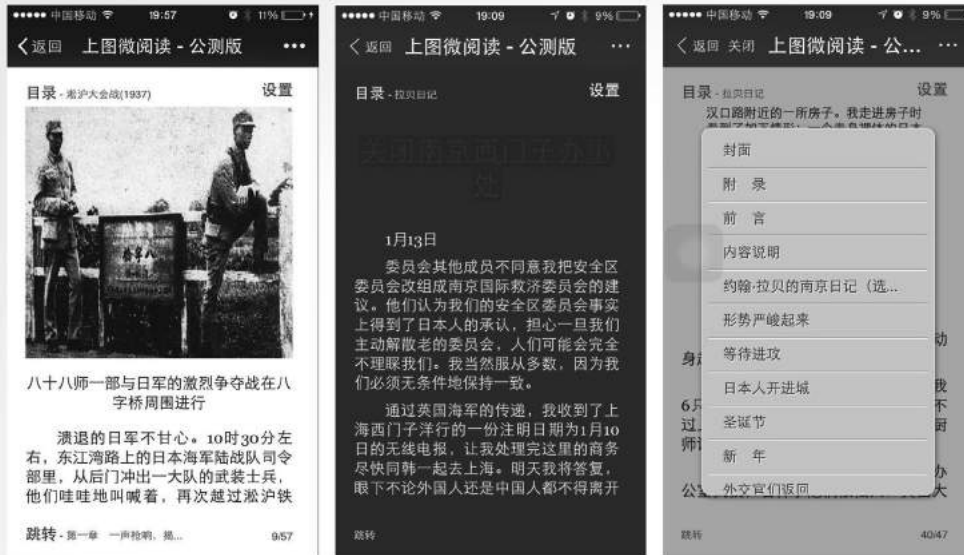 中国移动 19:57 11%
返回 上图微阅读 - 公测版
目录 - 淞沪大会战(1937) 设置
八字桥
八十八师一部与日军的激烈争夺战在八
字桥周围进行
溃退的日军不甘心。10时30分左
右，东江湾路上的日本海军陆战队司令
部里，从后门冲出一大队的武装士兵，
他们哇哇地叫喊着，再次越过淞沪铁
跳转 - 第一章 一声枪响，揭... 9/57
中国移动 19:09 9%
返回 上图微阅读 - 公测版
目录 - 拉贝日记 设置
关闭南京西门子办事
处
1月13日
委员会其他成员不同意我把安全区
委员会改组成南京国际救济委员会的建
议。他们认为我们的安全区委员会事实
上得到了日本人的承认，担心一旦我们
主动解散老的委员会，人们可能会完全
不理睬我们。我当然服从多数，因为我
们必须无条件地保持一致。
通过英国海军的传递，我收到了上
海西门子洋行的一份注明日期为1月10
日的无线电报，让我处理完这里的商务
尽快同韩一起去上海。明天我将答复，
眼下不论外国人还是中国人都不得离开
跳转
中国移动 19:09 9%
返回 关闭 上图微阅读 - 公...
目录 - 拉贝日记 设置
汉口路附近的一所房子。我走进房子时
封面
附 录
前 言
内容说明
约翰·拉贝的南京日记（选...
形势严峻起来
等待进攻
日本人开进城
圣诞节
新 年
外交官们返回
跳转 40/47